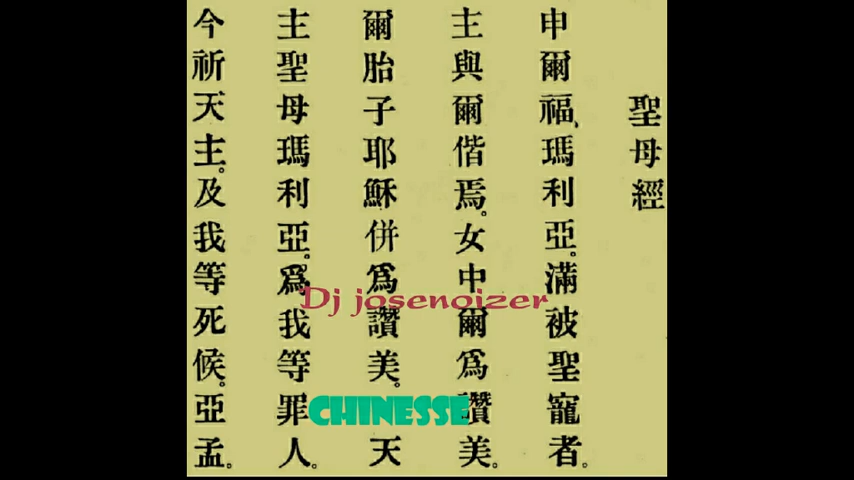 聖母經
申爾福、瑪利亞。滿被聖寵者。
主與爾偕焉。女中爾為讚美。
爾胎子耶穌併為讚美。天
主聖母瑪利亞。為我等罪人。
今祈天主。及我等死候。亞孟。
Dj josenoizer
CHINESSE